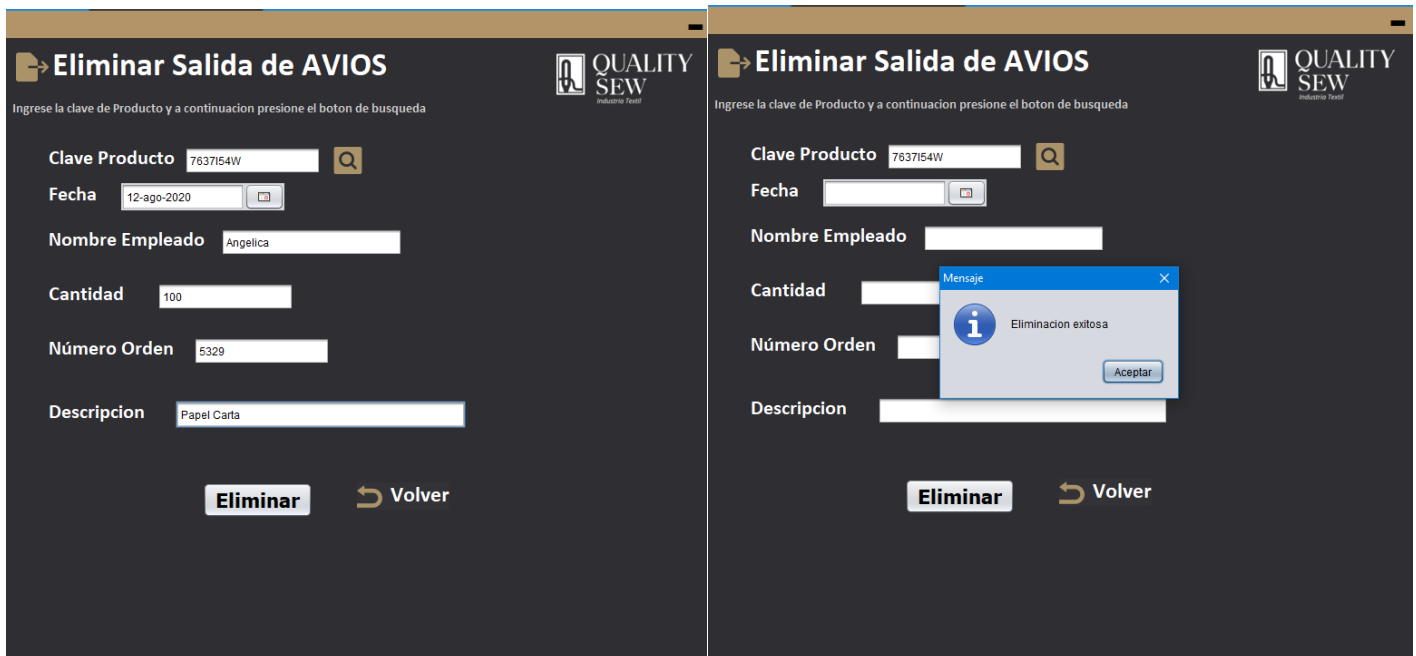 Eliminar Salida de AVIOS
QUALITY
SEW
Industria Textil
Ingrese la clave de Producto y a continuacion presione el boton de busqueda
Clave Producto 7637I54W
Fecha 12-ago-2020
Nombre Empleado Angelica
Cantidad 100
Número Orden 5329
Descripcion Papel Carta
Eliminar Volver
Eliminar Salida de AVIOS
QUALITY
SEW
Industria Textil
Ingrese la clave de Producto y a continuacion presione el boton de busqueda
Clave Producto 7637I54W
Fecha
Nombre Empleado
Mensaje
Cantidad
Eliminacion exitosa
Número Orden
Aceptar
Descripcion
Eliminar Volver